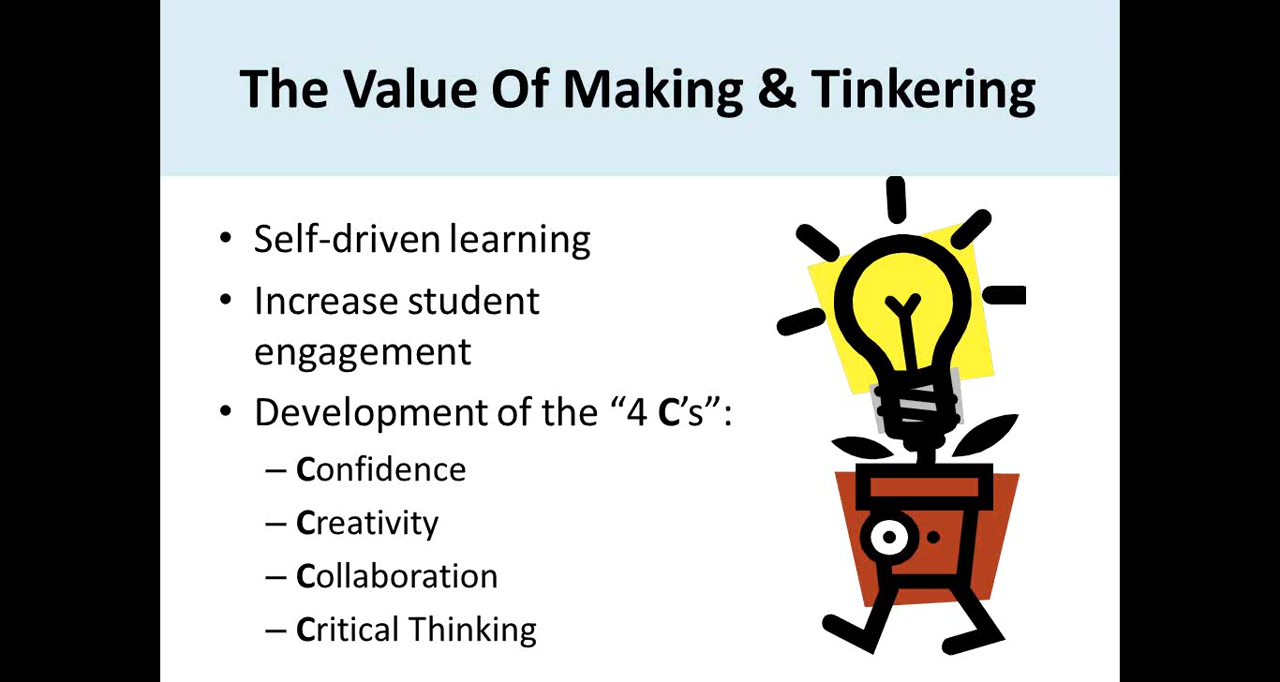 The Value Of Making & Tinkering
• Self-driven learning
• Increase student
engagement
• Development of the “4 C’s”:
– Confidence
– Creativity
– Collaboration
– Critical Thinking